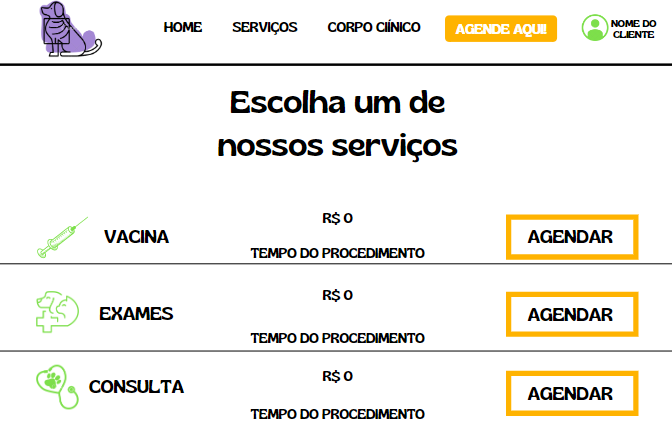 HOME
SERVIÇOS
CORPO CIÍNICO
AGENDE AQUI!
NOME DO
CLIENTE
Escolha um de
nossos serviços
VACINA
R$ 0
TEMPO DO PROCEDIMENTO
AGENDAR
EXAMES
R$ 0
TEMPO DO PROCEDIMENTO
AGENDAR
CONSULTA
R$ 0
TEMPO DO PROCEDIMENTO
AGENDAR